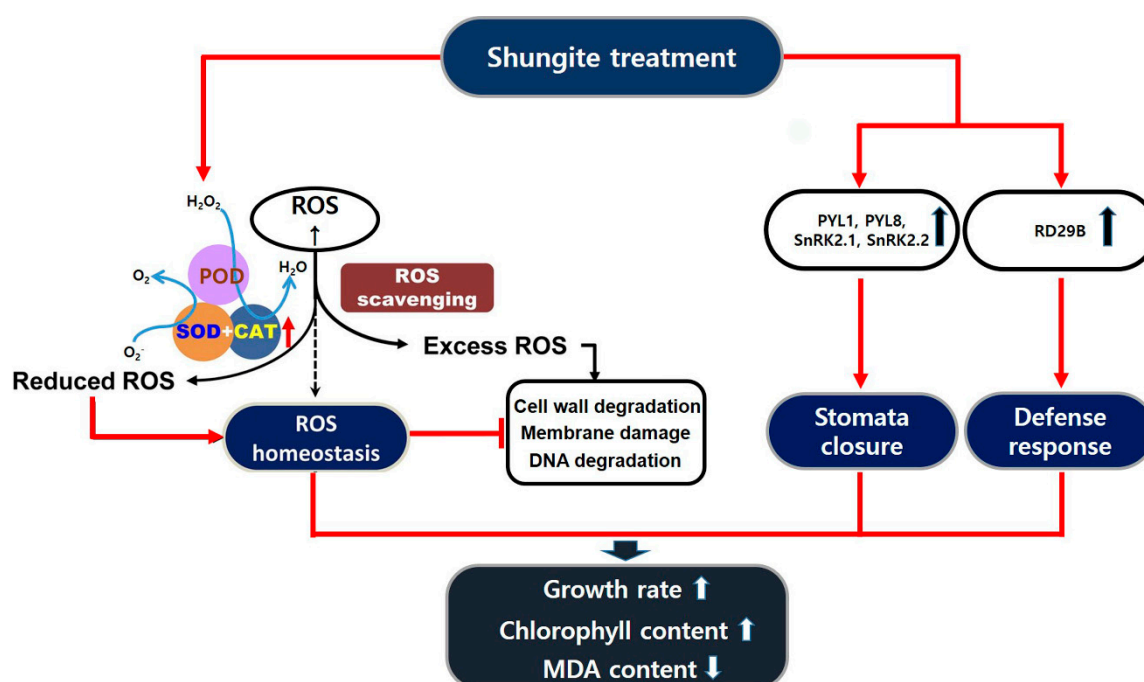 Shungite treatment
H₂O₂
ROS
↑
PYL1, PYL8,
SnRK2.1, SnRK2.2
RD29B
O₂
POD
H₂O
ROS
scavenging
SOD+CAT
O₂⁻
Excess ROS
Reduced ROS
Cell wall degradation
Membrane damage
DNA degradation
ROS
homeostasis
Stomata
closure
Defense
response
Growth rate ⬆
Chlorophyll content ⬆
MDA content ⬇